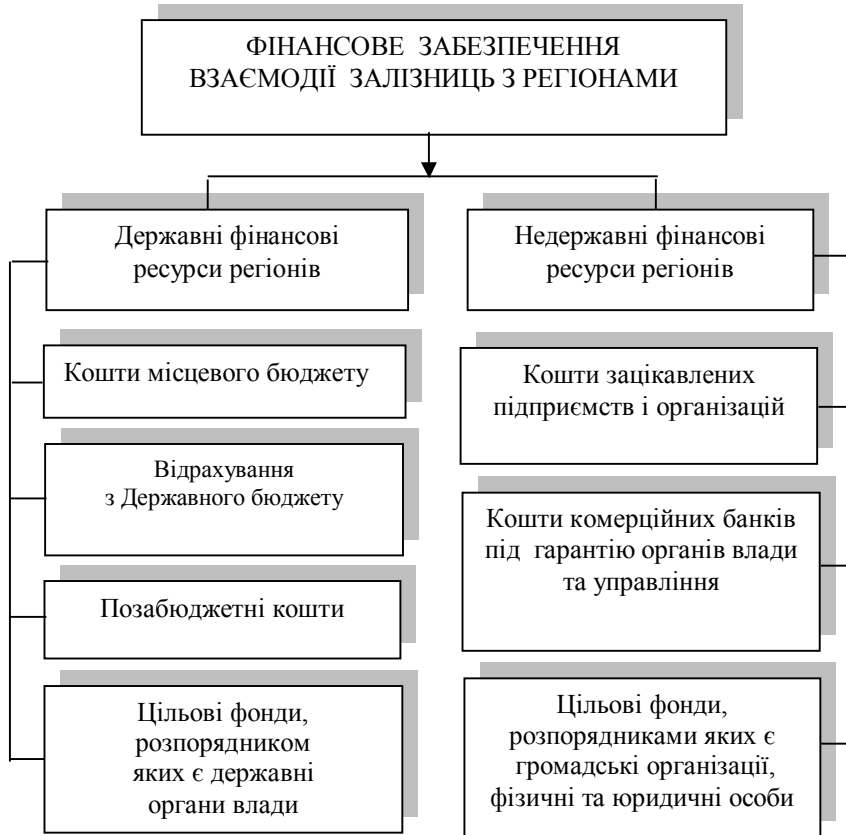 ФІНАНСОВЕ ЗАБЕЗПЕЧЕННЯ
ВЗАЄМОДІЇ ЗАЛІЗНИЦЬ З РЕГІОНАМИ
Державні фінансові
ресурси регіонів
Кошти місцевого бюджету
Відрахування
з Державного бюджету
Позабюджетні кошти
Цільові фонди,
розпорядником
яких є державні
органи влади
Недержавні фінансові
ресурси регіонів
Кошти зацікавлених
підприємств і організацій
Кошти комерційних банків
під гарантію органів влади
та управління
Цільові фонди,
розпорядниками яких є
громадські організації,
фізичні та юридичні особи